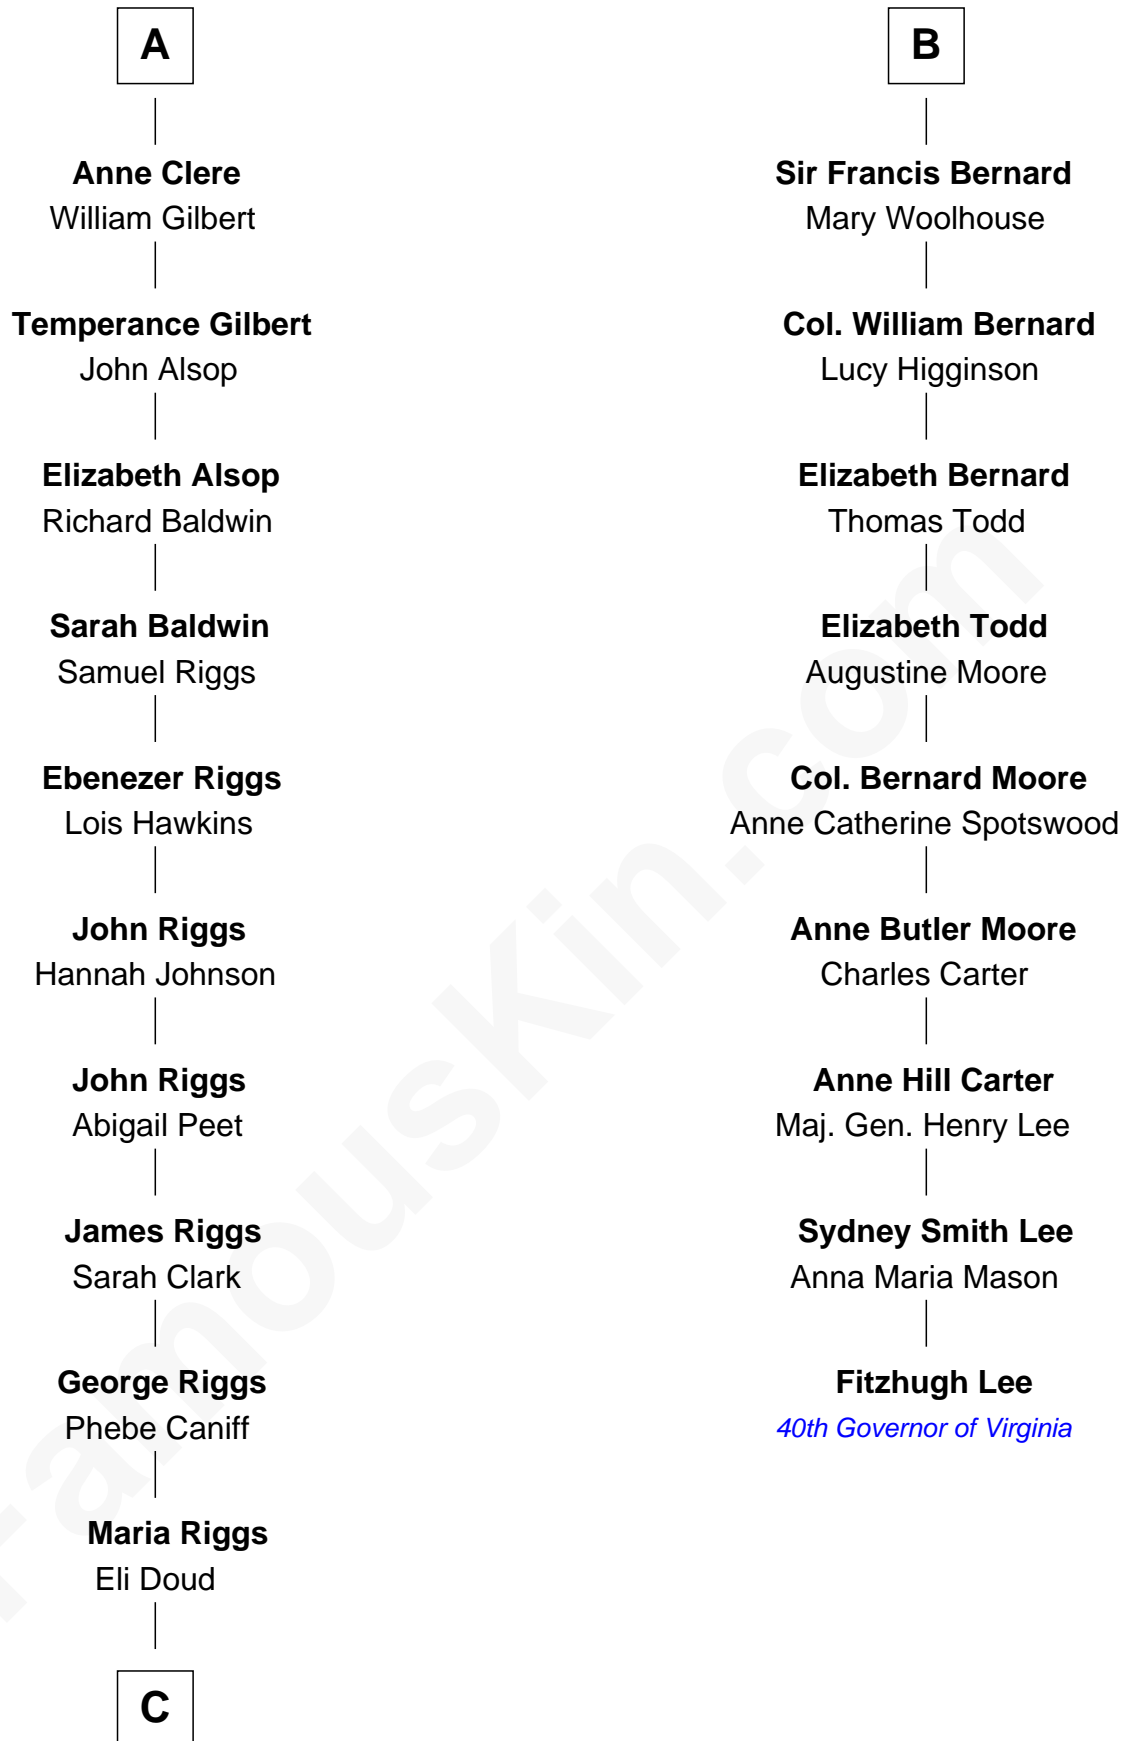 A
Anne Clere
William Gilbert
Temperance Gilbert
John Alsop
Elizabeth Alsop
Richard Baldwin
Sarah Baldwin
Samuel Riggs
Ebenezer Riggs
Lois Hawkins
John Riggs
Hannah Johnson
John Riggs
Abigail Peet
James Riggs
Sarah Clark
George Riggs
Phebe Caniff
Maria Riggs
Eli Doud
C
B
Sir Francis Bernard
Mary Woolhouse
Col. William Bernard
Lucy Higginson
Elizabeth Bernard
Thomas Todd
Elizabeth Todd
Augustine Moore
Col. Bernard Moore
Anne Catherine Spotswood
Anne Butler Moore
Charles Carter
Anne Hill Carter
Maj. Gen. Henry Lee
Sydney Smith Lee
Anna Maria Mason
Fitzhugh Lee
40th Governor of Virginia
FamousKin.com